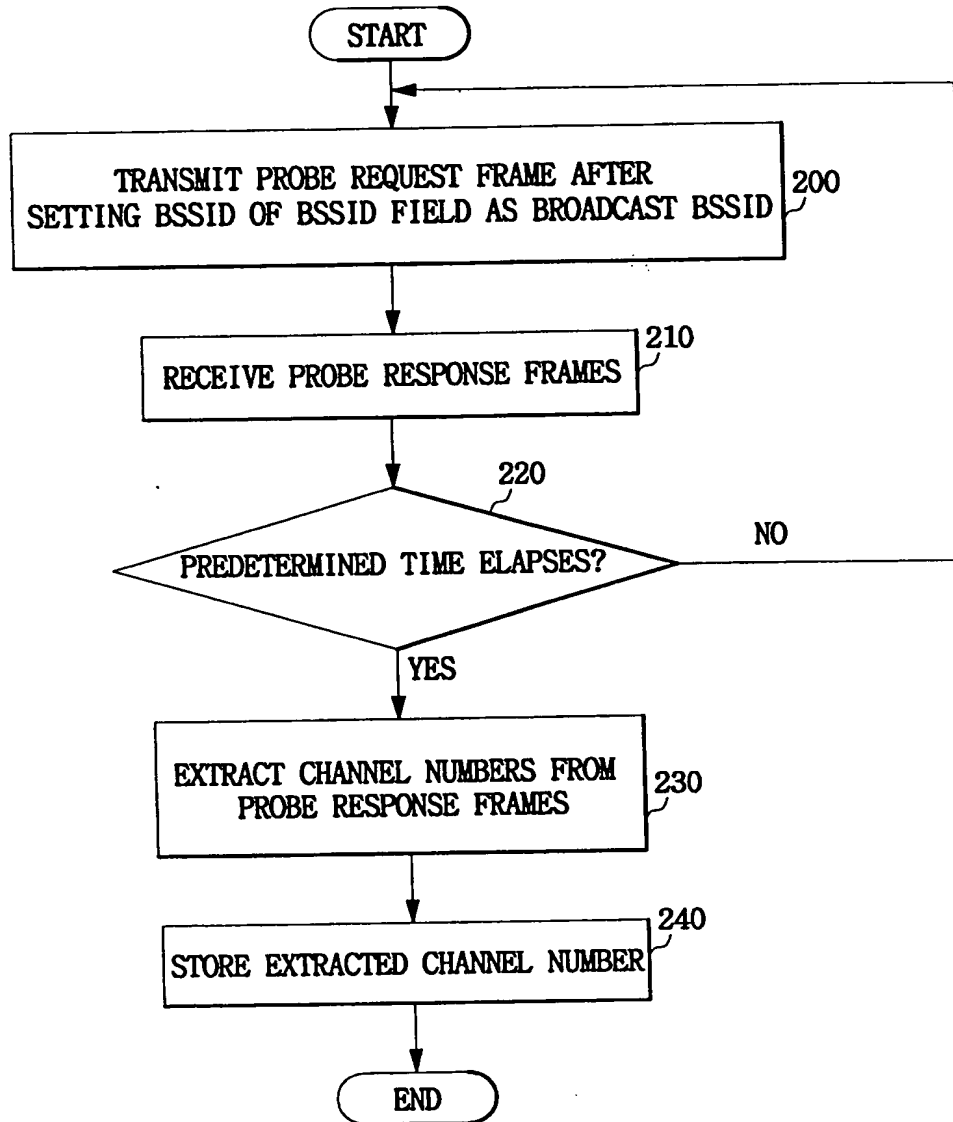 START
TRANSMIT PROBE REQUEST FRAME AFTER
SETTING BSSID OF BSSID FIELD AS BROADCAST BSSID
200
RECEIVE PROBE RESPONSE FRAMES
210
220
PREDETERMINED TIME ELAPSES?
NO
YES
EXTRACT CHANNEL NUMBERS FROM
PROBE RESPONSE FRAMES
230
STORE EXTRACTED CHANNEL NUMBER
240
END